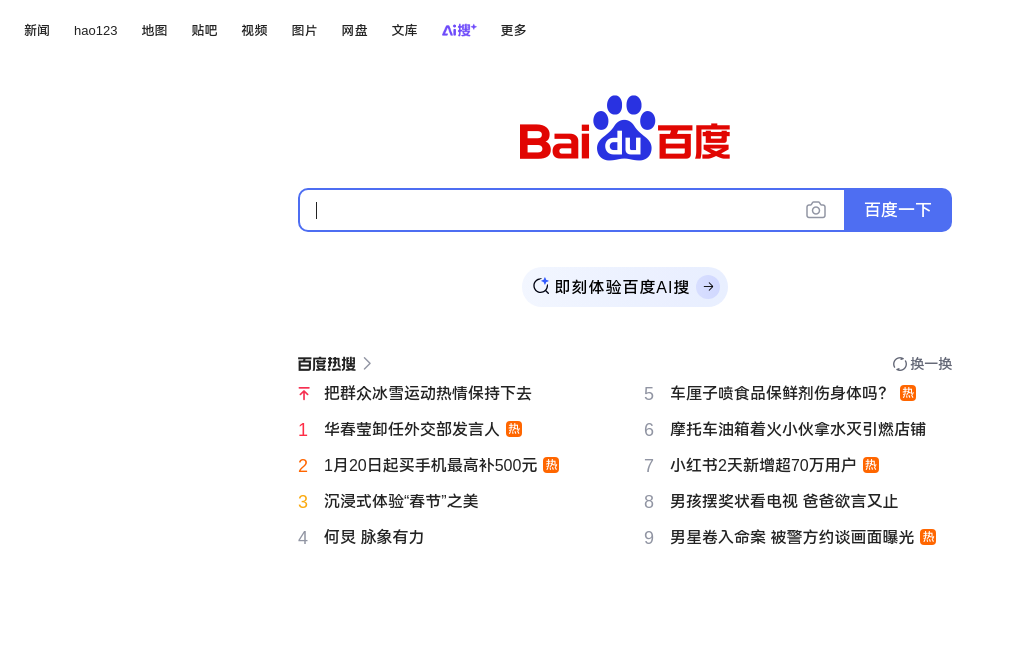 新闻 hao123 地图 贴吧 视频 图片 网盘 文库 Ai搜+ 更多
Baidu百度
百度一下
即刻体验百度AI搜
百度热搜 换一换
把群众冰雪运动热情保持下去
1 华春莹卸任外交部发言人 热
2 1月20日起买手机最高补500元 热
3 沉浸式体验“春节”之美
4 何炅 脉象有力
5 车厘子喷食品保鲜剂伤身体吗? 热
6 摩托车油箱着火小伙拿水灭引燃店铺
7 小红书2天新增超70万用户 热
8 男孩摆奖状看电视 爸爸欲言又止
9 男星卷入命案 被警方约谈画面曝光 热